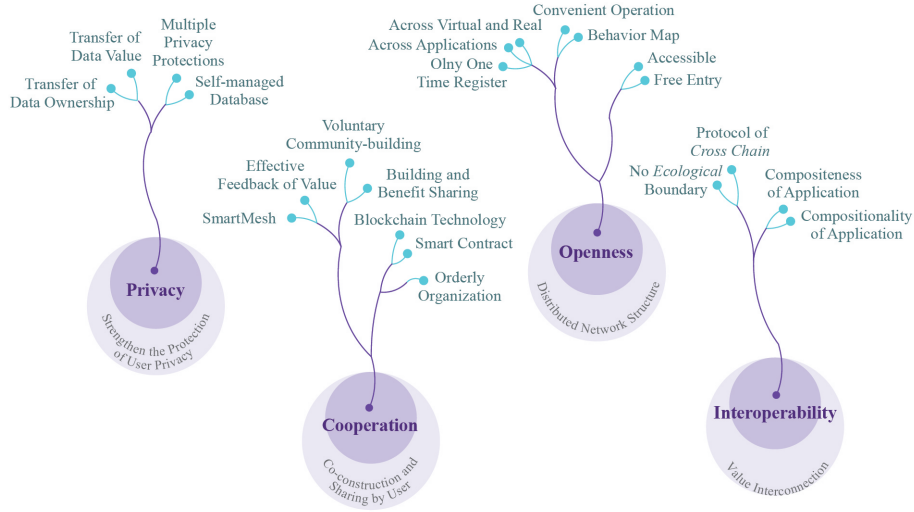 Transfer of
Data Value
Multiple
Privacy
Protections
Transfer of
Data Ownership
Self-managed
Database
Privacy
Strengthen the Protection
of User Privacy
Voluntary
Community-building
Effective
Feedback of Value
Building and
Benefit Sharing
SmartMesh
Blockchain Technology
Smart Contract
Orderly
Organization
Cooperation
Co-construction and
Sharing by User
Across Virtual and Real
Across Applications
Olny One
Time Register
Convenient Operation
Behavior Map
Accessible
Free Entry
Openness
Distributed Network Structure
Protocol of
Cross Chain
No Ecological
Boundary
Compositeness
of Application
Compositionality
of Application
Interoperability
Value Interconnection